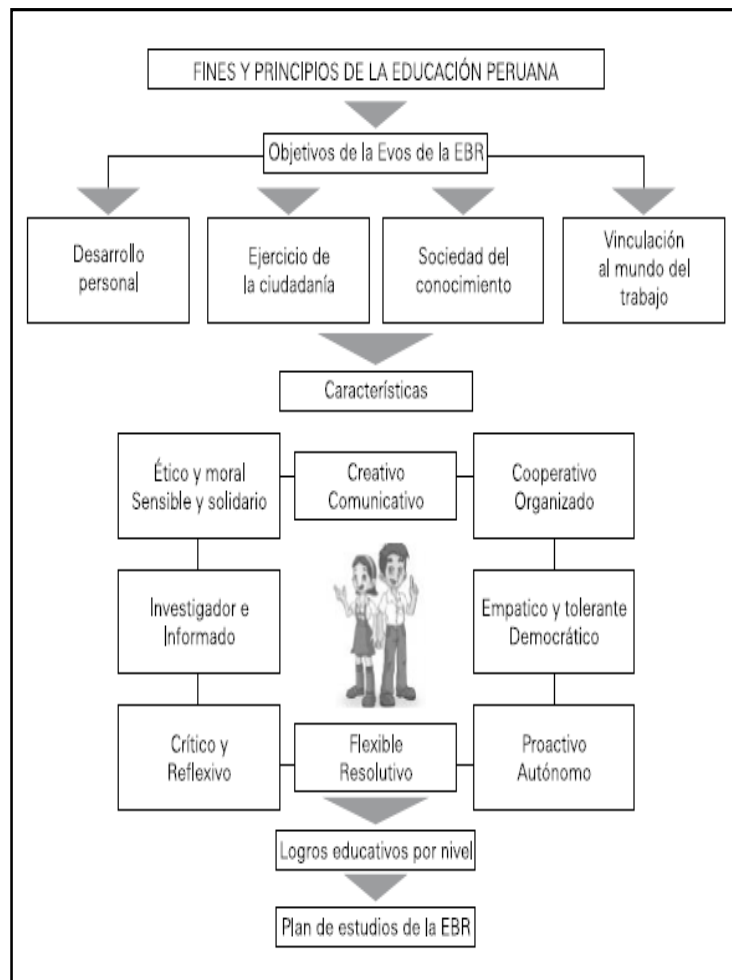 FINES Y PRINCIPIOS DE LA EDUCACIÓN PERUANA
Objetivos de la Evos de la EBR
Desarrollo
personal
Ejercicio de
la ciudadanía
Sociedad del
conocimiento
Vinculación
al mundo del
trabajo
Característicias
Ético y moral
Sensible y solidario
Creativo
Comunicativo
Cooperativo
Organizado
Investigador e
Informado
Empatico y tolerante
Democrático
Crítico y
Reflexivo
Flexible
Resolutivo
Proactivo
Autónomo
Logros educativos por nivel
Plan de estudios de la EBR